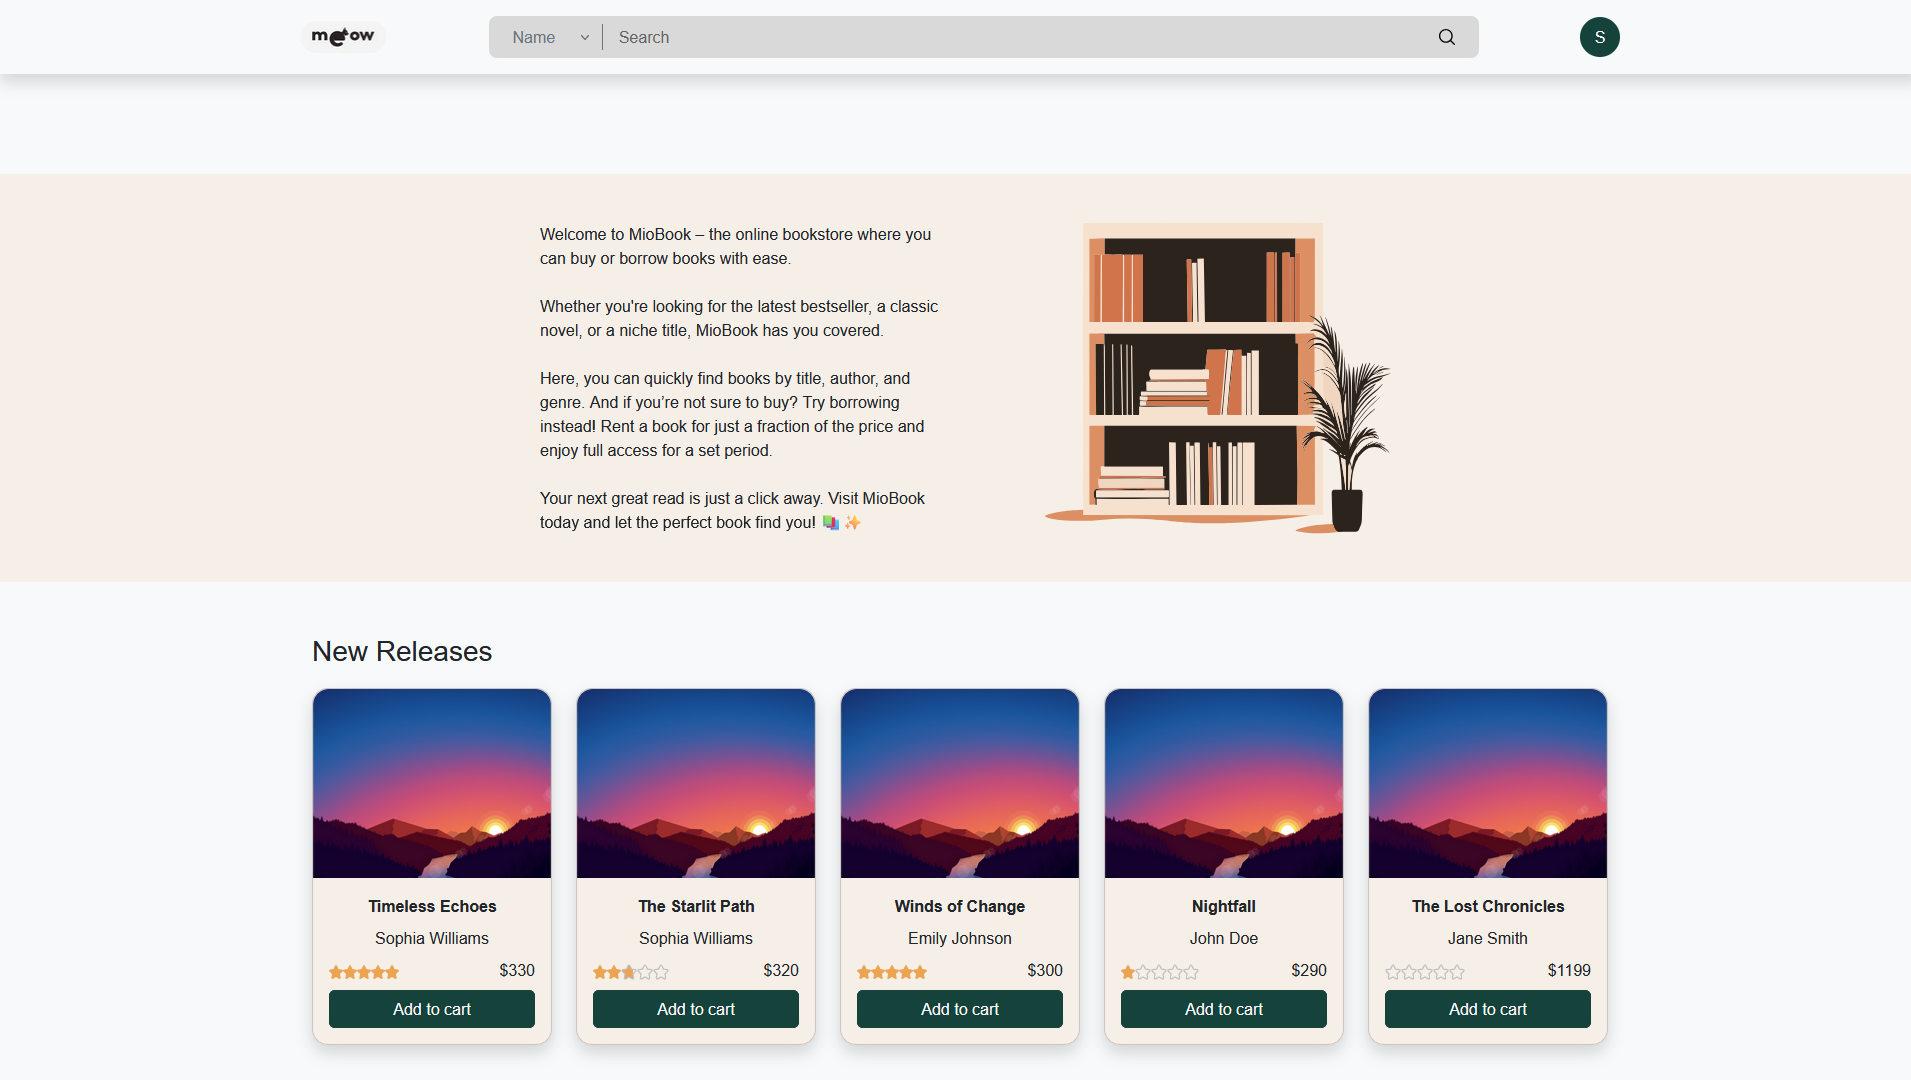 meow
Name
Search
S
Welcome to MioBook – the online bookstore where you
can buy or borrow books with ease.
Whether you're looking for the latest bestseller, a classic
novel, or a niche title, MioBook has you covered.
Here, you can quickly find books by title, author, and
genre. And if you’re not sure to buy? Try borrowing
instead! Rent a book for just a fraction of the price and
enjoy full access for a set period.
Your next great read is just a click away. Visit MioBook
today and let the perfect book find you! 📚 ✨
New Releases
Timeless Echoes
Sophia Williams
$330
Add to cart
The Starlit Path
Sophia Williams
$320
Add to cart
Winds of Change
Emily Johnson
$300
Add to cart
Nightfall
John Doe
$290
Add to cart
The Lost Chronicles
Jane Smith
$1199
Add to cart